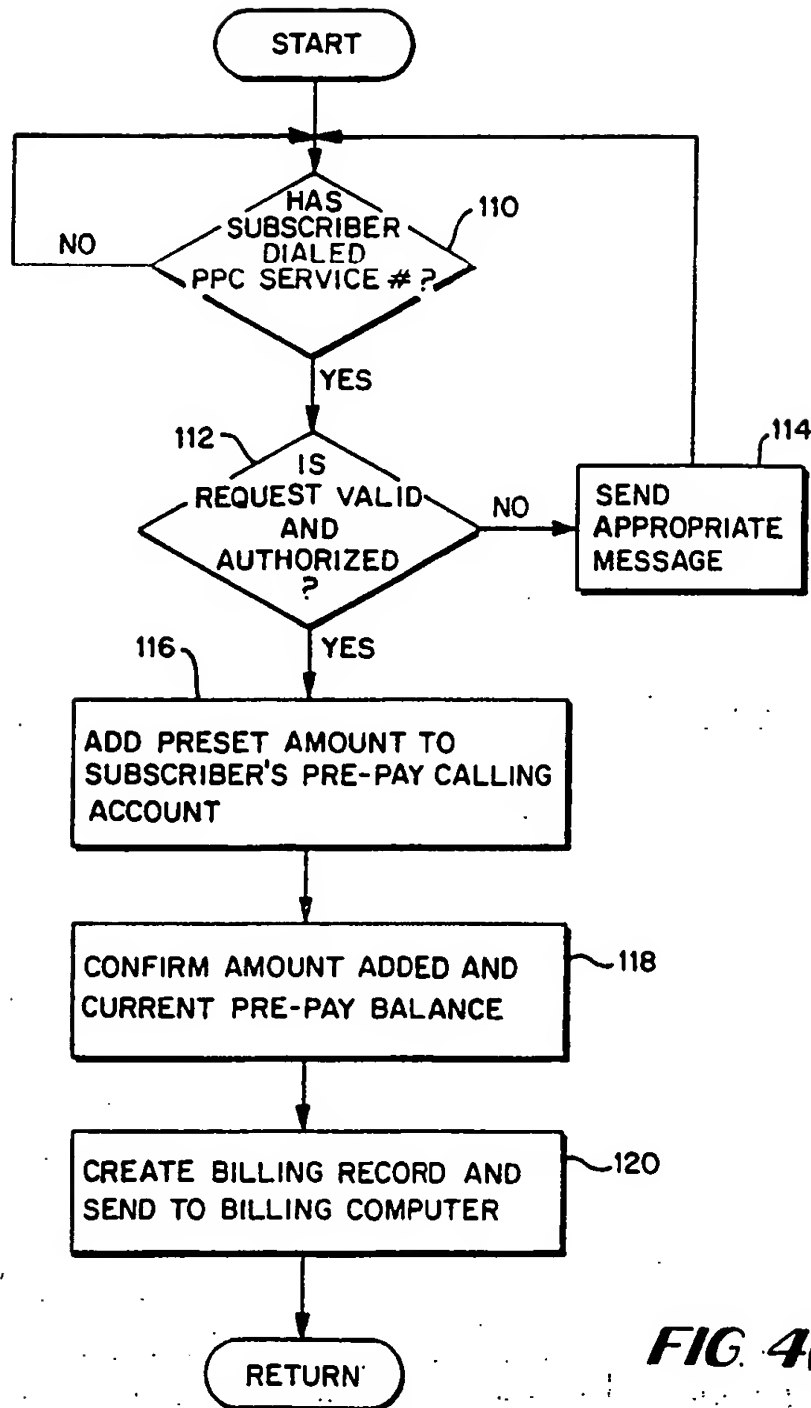 START
HAS
SUBSCRIBER
DIALED
PPC SERVICE # ?
110
NO
YES
112
IS
REQUEST VALID
AND
AUTHORIZED
?
NO
114
SEND
APPROPRIATE
MESSAGE
YES
116
ADD PRESET AMOUNT TO
SUBSCRIBER'S PRE-PAY CALLING
ACCOUNT
CONFIRM AMOUNT ADDED AND
CURRENT PRE-PAY BALANCE
118
CREATE BILLING RECORD AND
SEND TO BILLING COMPUTER
120
RETURN
FIG. 4